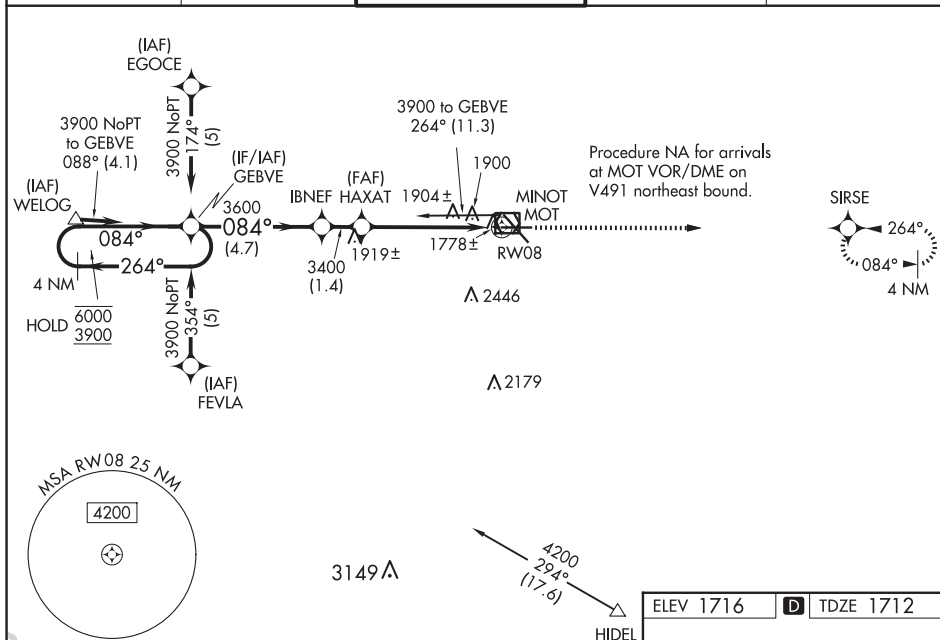 (IAF)
EGOCE
3900 NoPT
174°
(5)
3900 NoPT
to GEBVE
088° (4.1)
(IAF)
WELOG
(IF/IAF)
GEBVE
084°
264°
4 NM
HOLD
6000
3900
3900 NoPT
354°
(5)
(IAF)
FEVLA
3600
084°
(4.7)
IBNEF
(FAF)
HAXAT
3400
(1.4)
1919±
3900 to GEBVE
264° (11.3)
1904±
1900
1778±
MINOT
MOT
RW08
Procedure NA for arrivals
at MOT VOR/DME on
V491 northeast bound.
SIRSE
264°
084°
4 NM
2446
2179
MSA RW08 25 NM
4200
3149
4200
294°
(17.6)
HIDEL
ELEV 1716
D
TDZE 1712